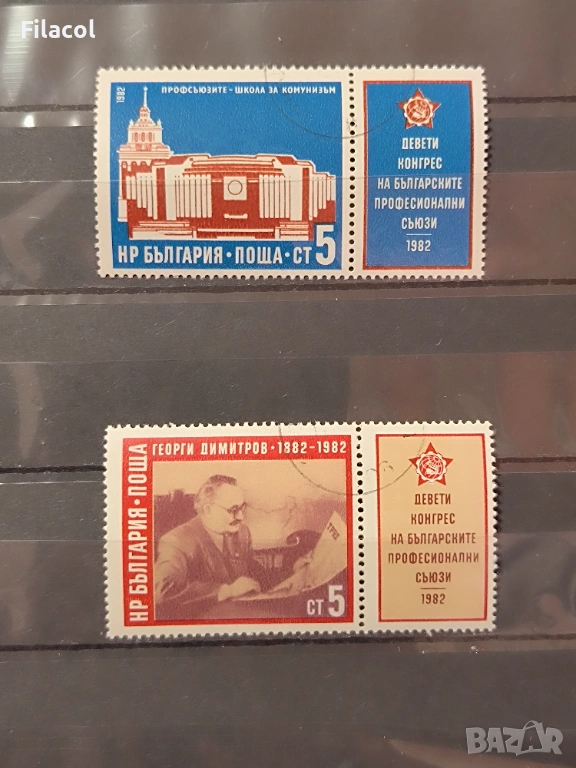 Filacol
1982
ПРОФСЪЮЗИТЕ - ШКОЛА ЗА КОМУНИЗЪМ
НР БЪЛГАРИЯ · ПОЩА · СТ 5
ДЕВЕТИ
КОНГРЕС
НА БЪЛГАРСКИТЕ
ПРОФЕСИОНАЛНИ
СЪЮЗИ
1982
ГЕОРГИ ДИМИТРОВ · 1882-1982
НР БЪЛГАРИЯ · ПОЩА
СТ 5
ДЕВЕТИ
КОНГРЕС
НА БЪЛГАРСКИТЕ
ПРОФЕСИОНАЛНИ
СЪЮЗИ
1982
BAZAR